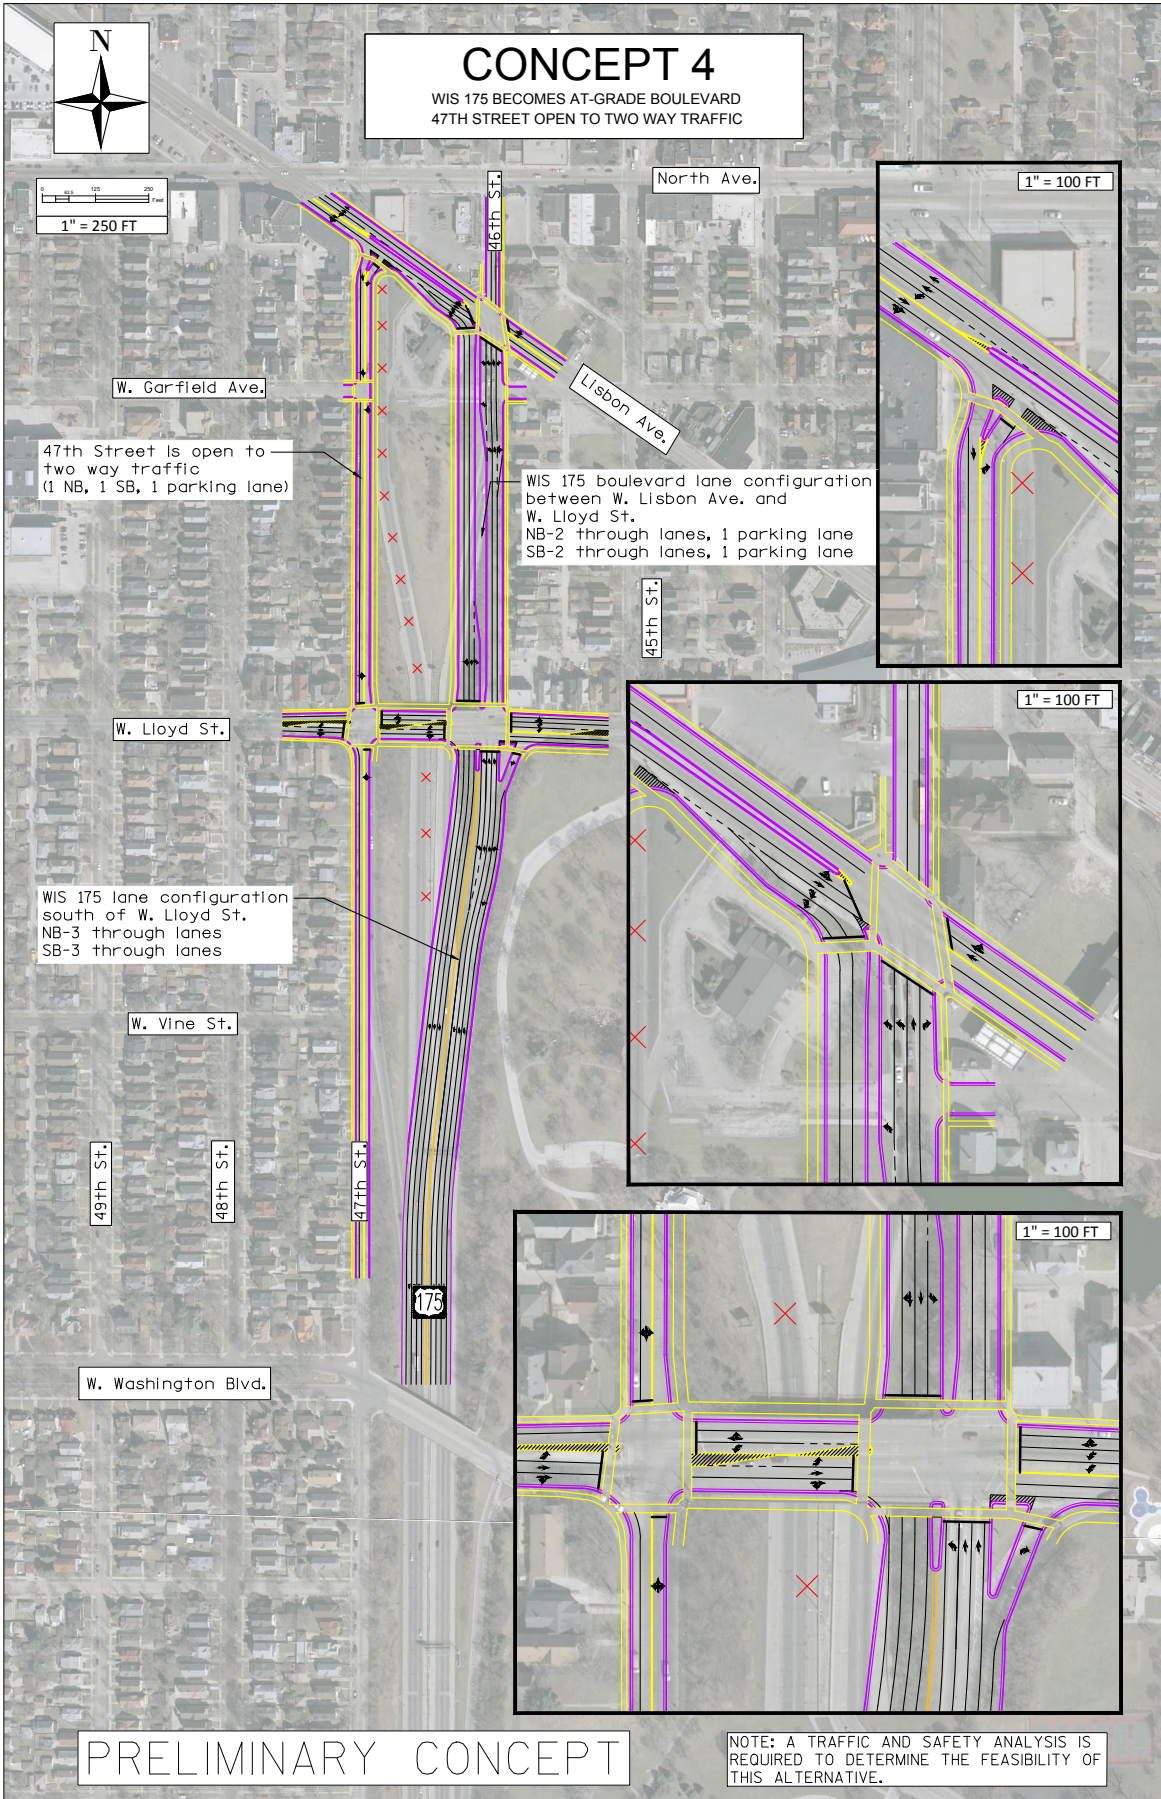 N
CONCEPT 4
WIS 175 BECOMES AT-GRADE BOULEVARD
47TH STREET OPEN TO TWO WAY TRAFFIC
0 62.5 125 250
Feet
1" = 250 FT
North Ave.
46th St.
1" = 100 FT
W. Garfield Ave.
Lisbon Ave.
47th Street is open to
two way traffic
(1 NB, 1 SB, 1 parking lane)
WIS 175 boulevard lane configuration
between W. Lisbon Ave. and
W. Lloyd St.
NB-2 through lanes, 1 parking lane
SB-2 through lanes, 1 parking lane
45th St.
1" = 100 FT
W. Lloyd St.
WIS 175 lane configuration
south of W. Lloyd St.
NB-3 through lanes
SB-3 through lanes
W. Vine St.
49th St.
48th St.
47th St.
1" = 100 FT
175
W. Washington Blvd.
PRELIMINARY CONCEPT
NOTE: A TRAFFIC AND SAFETY ANALYSIS IS
REQUIRED TO DETERMINE THE FEASIBILITY OF
THIS ALTERNATIVE.